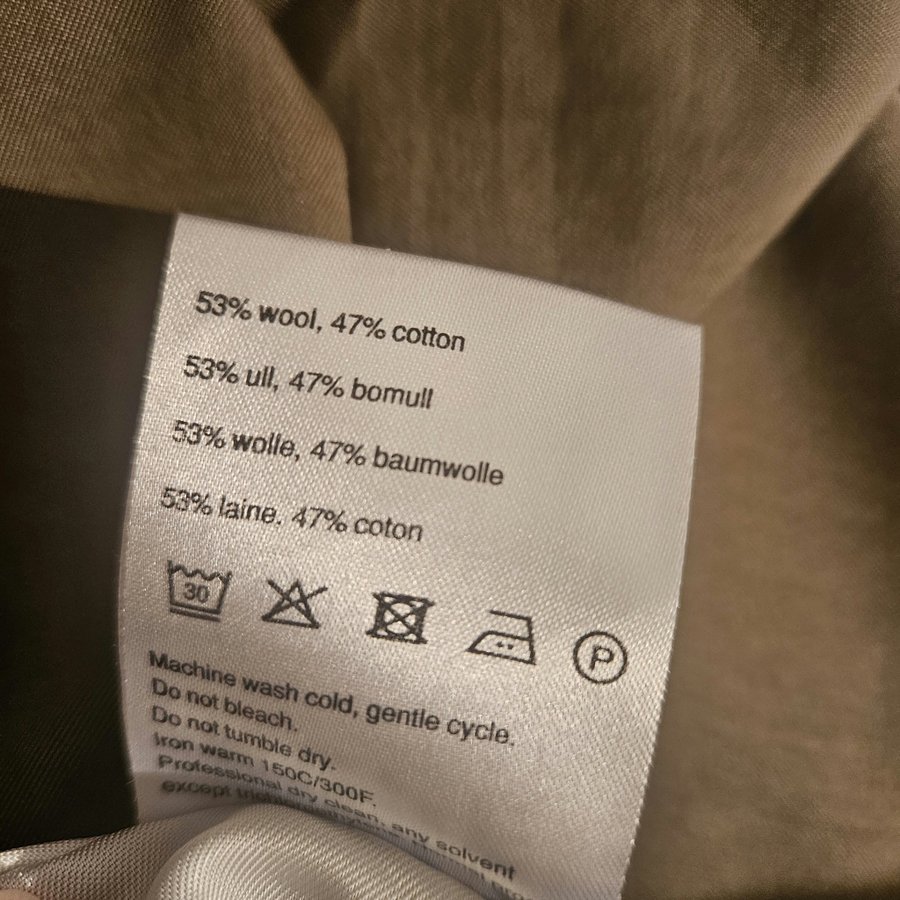 53% wool, 47% cotton
53% ull, 47% bomull
53% wolle, 47% baumwolle
53% laine. 47% coton
30
P
Machine wash cold, gentle cycle.
Do not bleach.
Do not tumble dry.
Iron warm 150C/300F.
Professional dry clean, any solvent
except